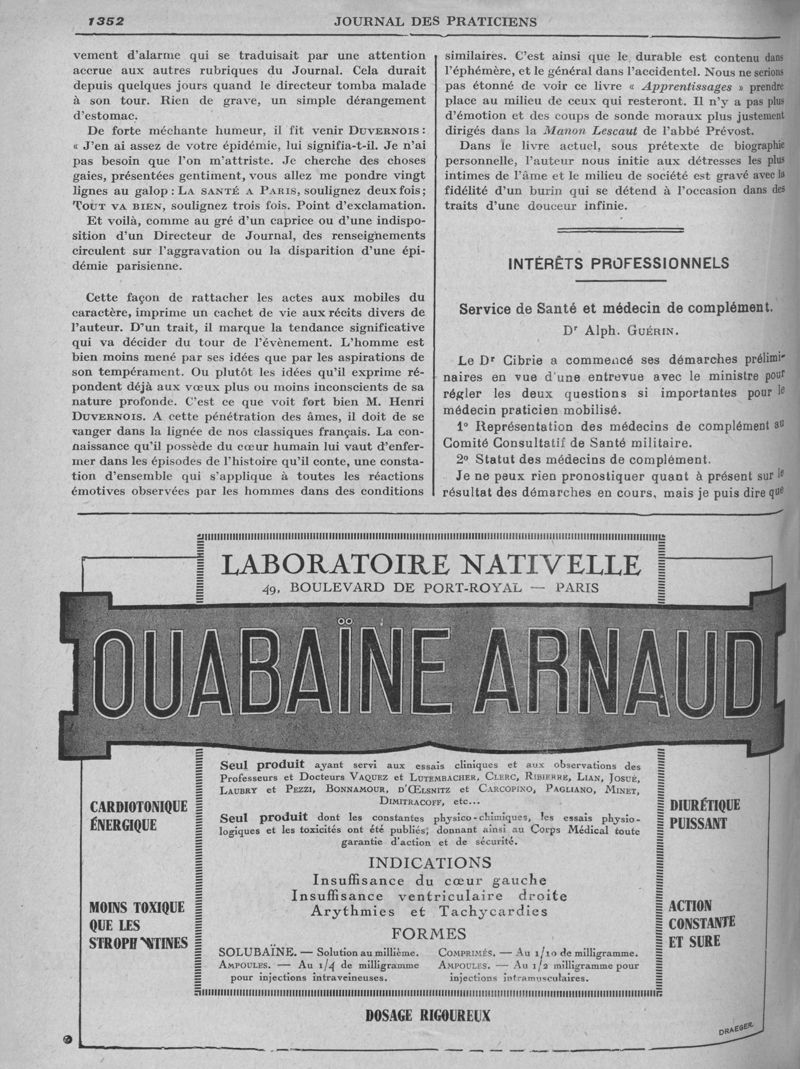 1352
JOURNAL DES PRATICIENS
vement d'alarme qui se traduisait par une attention
accrue aux autres rubriques du Journal. Cela durait
depuis quelques jours quand le directeur tomba malade
à son tour. Rien de grave, un simple dérangement
d'estomac.
De forte méchante humeur, il fit venir DUVERNOIS :
« J'en ai assez de votre épidémie, lui signifia-t-il. Je n'ai
pas besoin que l'on m'attriste. Je cherche des choses
gaies, présentées gentiment, vous allez me pondre vingt
lignes au galop : LA SANTÉ A PARIS, soulignez deux fois ;
TOUT VA BIEN, soulignez trois fois. Point d'exclamation.
Et voilà, comme au gré d'un caprice ou d'une indispo-
sition d'un Directeur de Journal, des renseignements
circulent sur l'aggravation ou la disparition d'une épi-
démie parisienne.
Cette façon de rattacher les actes aux mobiles du
caractère, imprime un cachet de vie aux récits divers de
l'auteur. D'un trait, il marque la tendance significative
qui va décider du tour de l'évènement. L'homme est
bien moins mené par ses idées que par les aspirations de
son tempérament. Ou plutôt les idées qu'il exprime ré-
pondent déjà aux vœux plus ou moins inconscients de sa
nature profonde. C'est ce que voit fort bien M. Henri
DUVERNOIS. A cette pénétration des âmes, il doit de se
ranger dans la lignée de nos classiques français. La con-
naissance qu'il possède du cœur humain lui vaut d'enfer-
mer dans les épisodes de l'histoire qu'il conte, une consta-
tion d'ensemble qui s'applique à toutes les réactions
émotives observées par les hommes dans des conditions
similaires. C'est ainsi que le durable est contenu dans
l'éphémère, et le général dans l'accidentel. Nous ne serions
pas étonné de voir ce livre « Apprentissages » prendre
place au milieu de ceux qui resteront. Il n'y a pas plus
d'émotion et des coups de sonde moraux plus justement
dirigés dans la Manon Lescaut de l'abbé Prévost.
Dans le livre actuel, sous prétexte de biographie
personnelle, l'auteur nous initie aux détresses les plus
intimes de l'âme et le milieu de société est gravé avec la
fidélité d'un burin qui se détend à l'occasion dans des
traits d'une douceur infinie.
INTÉRÊTS PROFESSIONNELS
Service de Santé et médecin de complément.
Dr Alph. GUÉRIN.
Le Dr Cibrie a commencé ses démarches prélimi-
naires en vue d'une entrevue avec le ministre pour
régler les deux questions si importantes pour le
médecin praticien mobilisé.
1° Représentation des médecins de complément au
Comité Consultatif de Santé militaire.
2° Statut des médecins de complément.
Je ne peux rien pronostiquer quant à présent sur le
résultat des démarches en cours, mais je puis dire que
LABORATOIRE NATIVELLE
49, BOULEVARD DE PORT-ROYAL — PARIS
OUABAÏNE ARNAUD
CARDIOTONIQUE
ÉNERGIQUE
MOINS TOXIQUE
QUE LES
STROPHANTINES
Seul produit ayant servi aux essais cliniques et aux observations des
Professeurs et Docteurs VAQUEZ et LUTEMBACHER, CLERC, RIBIERRE, LIAN, JOSUÉ,
LAUBRY et PEZZI, BONNAMOUR, D'ŒLSNITZ et CARCOPINO, PAGLIANO, MINET,
DIMITRACOFF, etc...
Seul produit dont les constantes physico-chimiques, les essais physio-
logiques et les toxicités ont été publiés; donnant ainsi au Corps Médical toute
garantie d'action et de sécurité.
INDICATIONS
Insuffisance du cœur gauche
Insuffisance ventriculaire droite
Arythmies et Tachycardies
FORMES
SOLUBAÏNE. — Solution au millième.
AMPOULES. — Au 1/4 de milligramme
pour injections intraveineuses.
COMPRIMÉS. — Au 1/10 de milligramme.
AMPOULES. — Au 1/2 milligramme pour
injections intramusculaires.
DIURÉTIQUE
PUISSANT
ACTION
CONSTANTE
ET SURE
DOSAGE RIGOUREUX
DRAEGER.